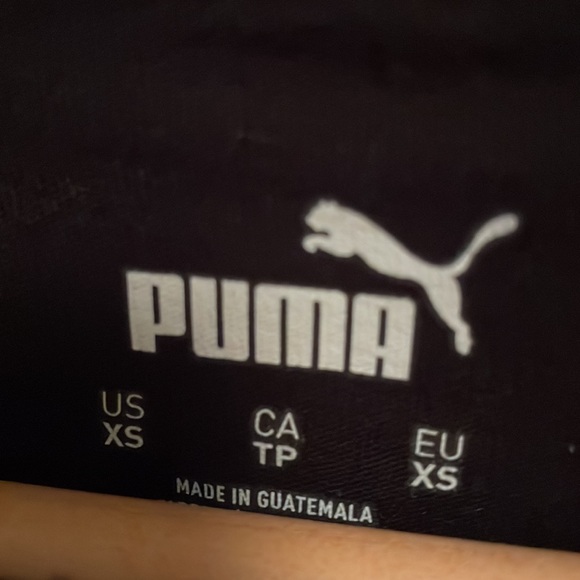 PUMA
US CA EU
XS TP XS
MADE IN GUATEMALA